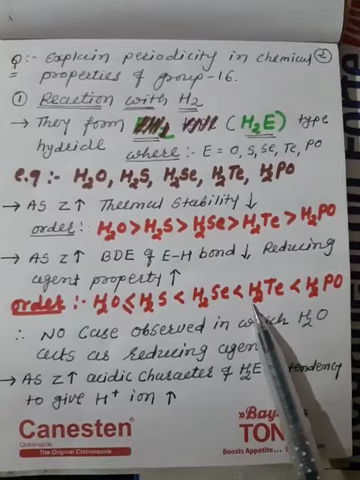 Q:- Explain periodicity in chemical ②
properties of group-16.
① Reaction with H₂
→ They form (H₂E) type
hydride where:- E = O, S, Se, Te, PO
e.g:- H₂O, H₂S, H₂Se, H₂Te, H₂PO
→ AS Z↑ Thermal Stability ↓
order:- H₂O > H₂S > H₂Se > H₂Te > H₂PO
→ AS Z↑ BDE of E-H bond ↓ Reducing
agent property ↑
order:- H₂O < H₂S < H₂Se < H₂Te < H₂PO
∴ NO Case observed in which H₂O
acts as Reducing agent
→ AS Z↑ acidic character of H₂E tendency
to give H⁺ ion ↑
Canesten
Clotrimazole
The Original Clotrimazole
»Bay
TON
Boosts Appetite...